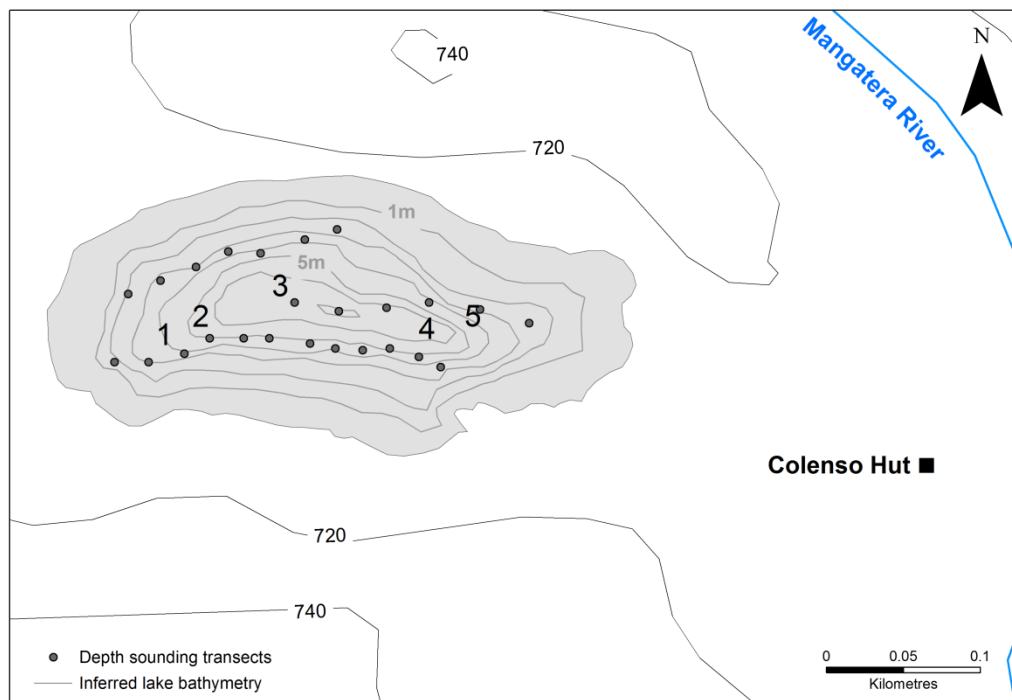 740
Mangatera River
N
720
1m
5m
3
2
1
4
5
Colenso Hut
720
740
Depth sounding transects
Inferred lake bathymetry
0 0.05 0.1
Kilometres